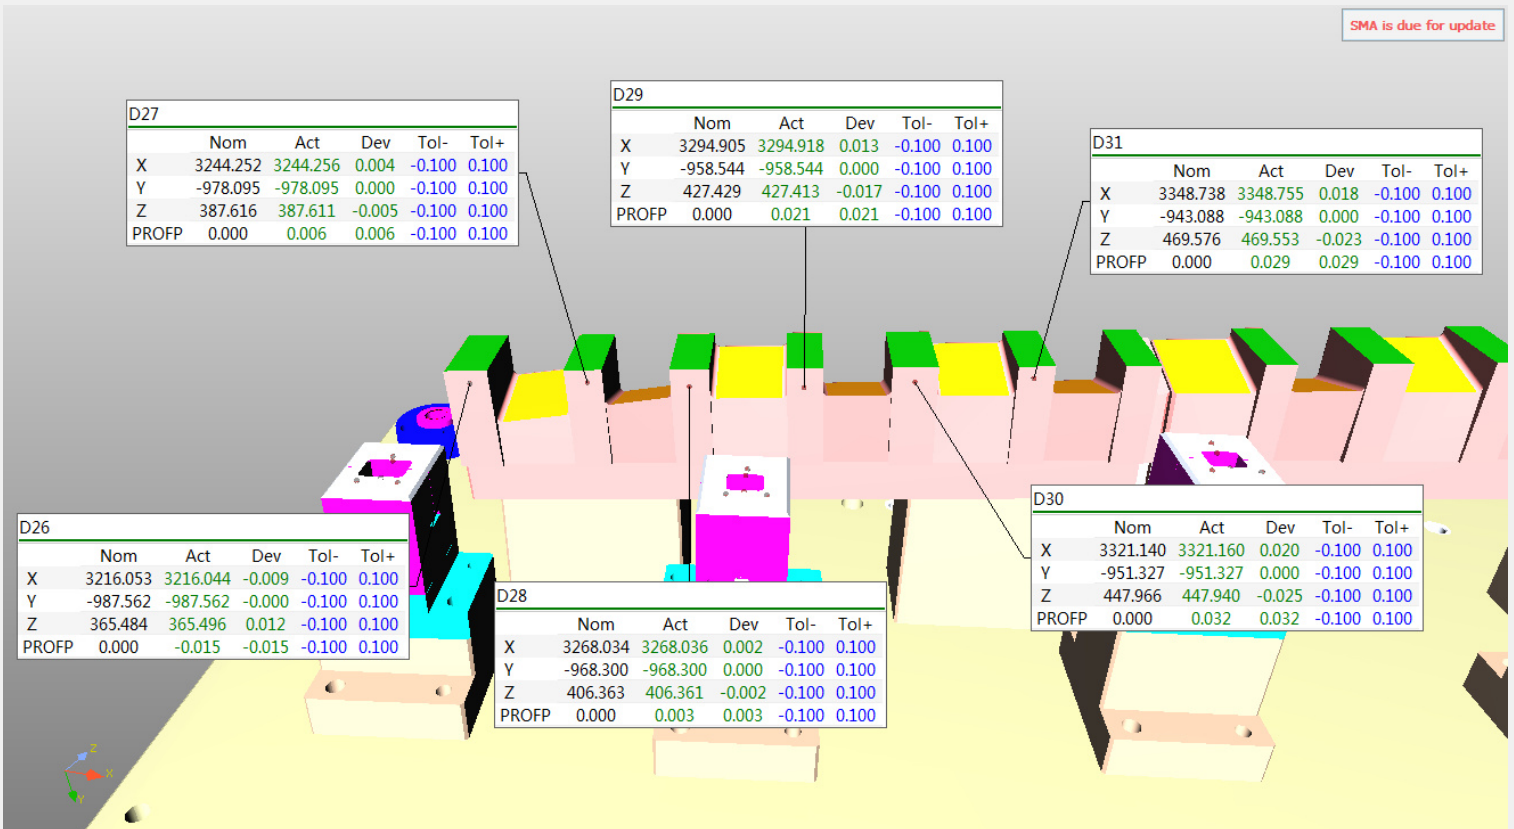 SMA is due for update
D27
Nom Act Dev Tol- Tol+
X 3244.252 3244.256 0.004 -0.100 0.100
Y -978.095 -978.095 0.000 -0.100 0.100
Z 387.616 387.611 -0.005 -0.100 0.100
PROFP 0.000 0.006 0.006 -0.100 0.100
D29
Nom Act Dev Tol- Tol+
X 3294.905 3294.918 0.013 -0.100 0.100
Y -958.544 -958.544 0.000 -0.100 0.100
Z 427.429 427.413 -0.017 -0.100 0.100
PROFP 0.000 0.021 0.021 -0.100 0.100
D31
Nom Act Dev Tol- Tol+
X 3348.738 3348.755 0.018 -0.100 0.100
Y -943.088 -943.088 0.000 -0.100 0.100
Z 469.576 469.553 -0.023 -0.100 0.100
PROFP 0.000 0.029 0.029 -0.100 0.100
D26
Nom Act Dev Tol- Tol+
X 3216.053 3216.044 -0.009 -0.100 0.100
Y -987.562 -987.562 -0.000 -0.100 0.100
Z 365.484 365.496 0.012 -0.100 0.100
PROFP 0.000 -0.015 -0.015 -0.100 0.100
D28
Nom Act Dev Tol- Tol+
X 3268.034 3268.036 0.002 -0.100 0.100
Y -968.300 -968.300 0.000 -0.100 0.100
Z 406.363 406.361 -0.002 -0.100 0.100
PROFP 0.000 0.003 0.003 -0.100 0.100
D30
Nom Act Dev Tol- Tol+
X 3321.140 3321.160 0.020 -0.100 0.100
Y -951.327 -951.327 0.000 -0.100 0.100
Z 447.966 447.940 -0.025 -0.100 0.100
PROFP 0.000 0.032 0.032 -0.100 0.100
Z
X
Y